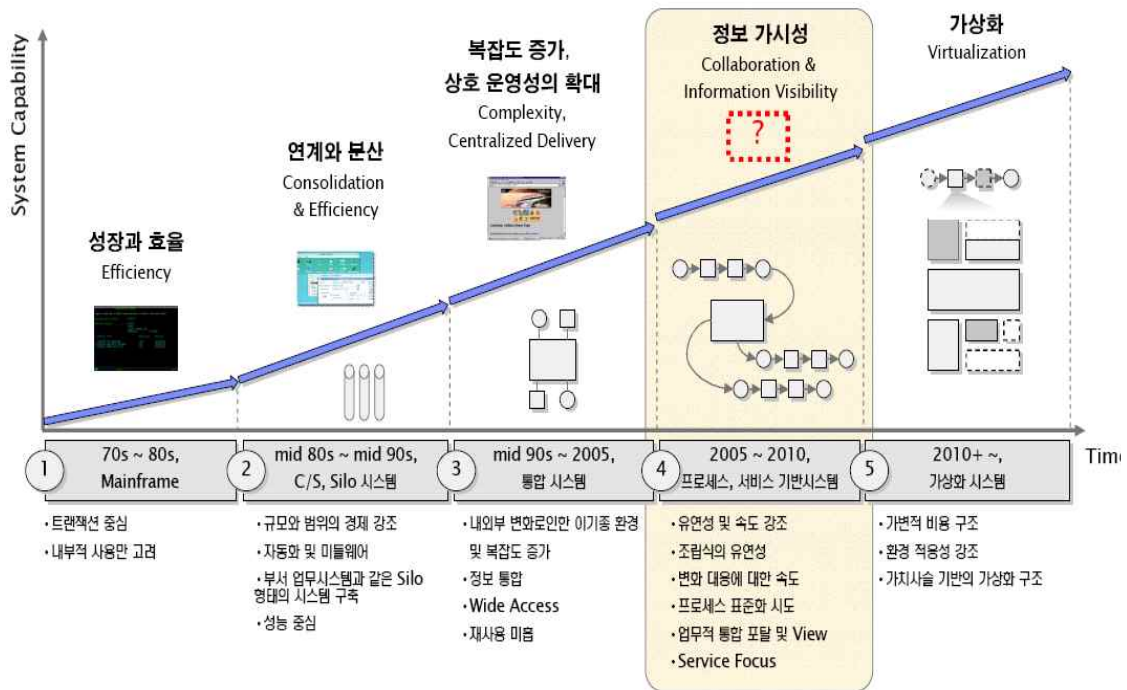 System Capability
성장과 효율
Efficiency
연계와 분산
Consolidation
& Efficiency
복잡도 증가,
상호 운영성의 확대
Complexity,
Centralized Delivery
정보 가시성
Collaboration &
Information Visibility
?
가상화
Virtualization
Time
1
70s ~ 80s,
Mainframe
2
mid 80s ~ mid 90s,
C/S, Silo 시스템
3
mid 90s ~ 2005,
통합 시스템
4
2005 ~ 2010,
프로세스, 서비스 기반시스템
5
2010+ ~,
가상화 시스템
•트랜잭션 중심
•내부적 사용만 고려
•규모와 범위의 경제 강조
•자동화 및 미들웨어
•부서 업무시스템과 같은 Silo
형태의 시스템 구축
•성능 중심
•내외부 변화로인한 이기종 환경
및 복잡도 증가
•정보 통합
•Wide Access
•재사용 미흡
•유연성 및 속도 강조
•조립식의 유연성
•변화 대응에 대한 속도
•프로세스 표준화 시도
•업무적 통합 포탈 및 View
•Service Focus
•가변적 비용 구조
•환경 적응성 강조
•가치사슬 기반의 가상화 구조